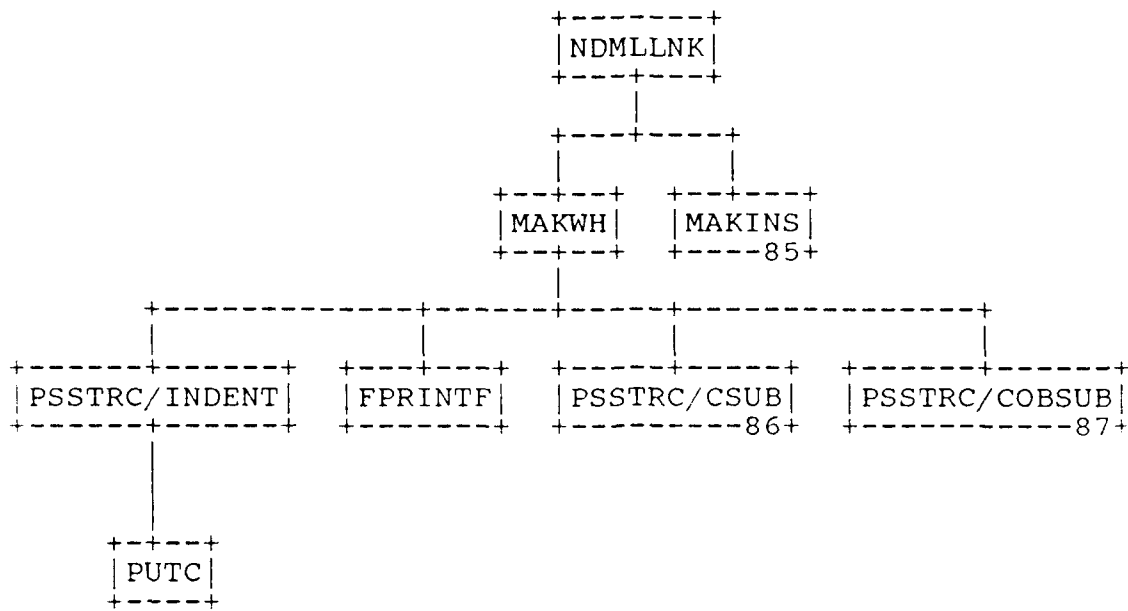 NDMLLNK
MAKWH MAKINS
85
PSSTRC/INDENT FPRINTF PSSTRC/CSUB PSSTRC/COBSUB
86 87
PUTC